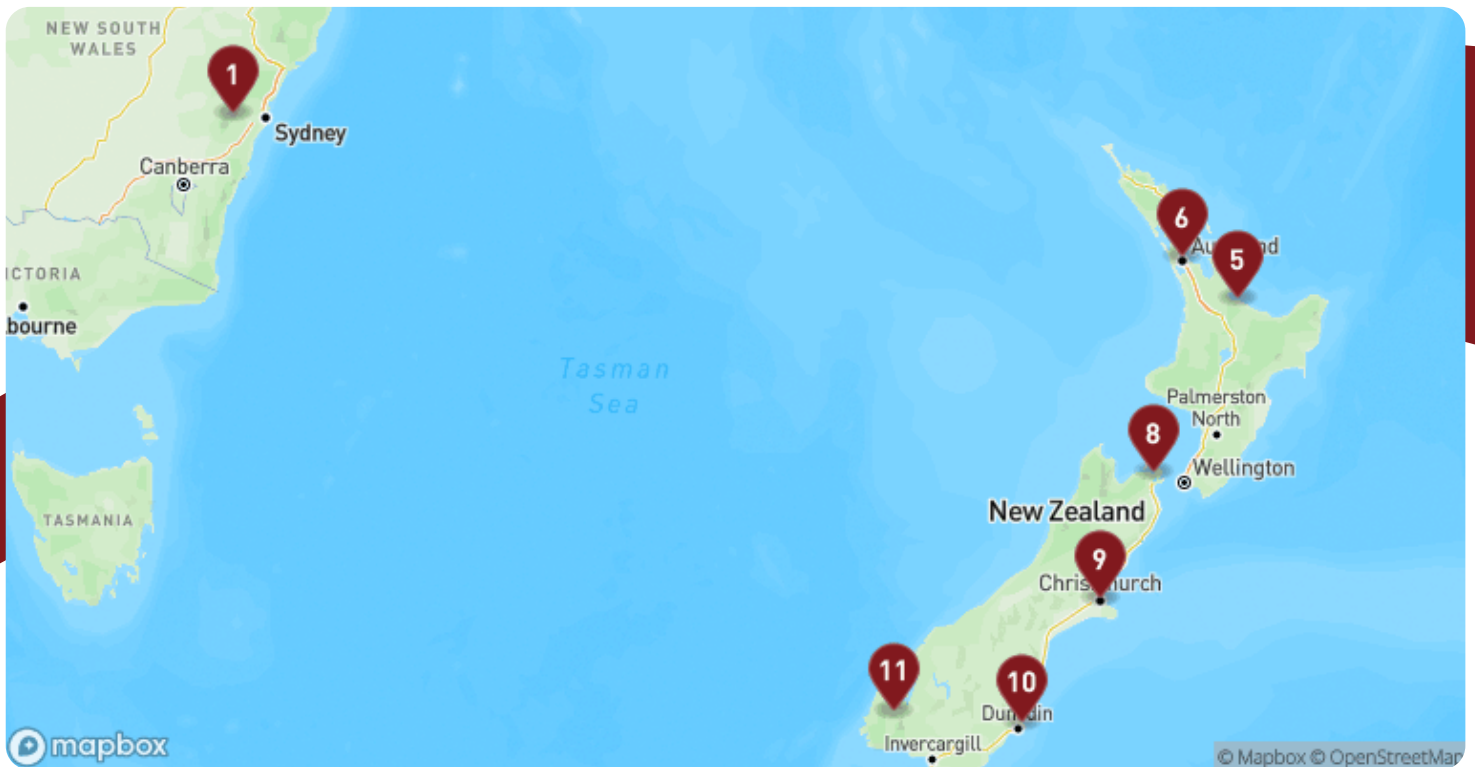 NEW SOUTH
WALES
1
Sydney
Canberra
ICTORIA
lbourne
TASMANIA
Tasman
Sea
6
5
Palmerston
North
8
Wellington
New Zealand
9
11
10
Invercargill
mapbox
© Mapbox © OpenStreetMap